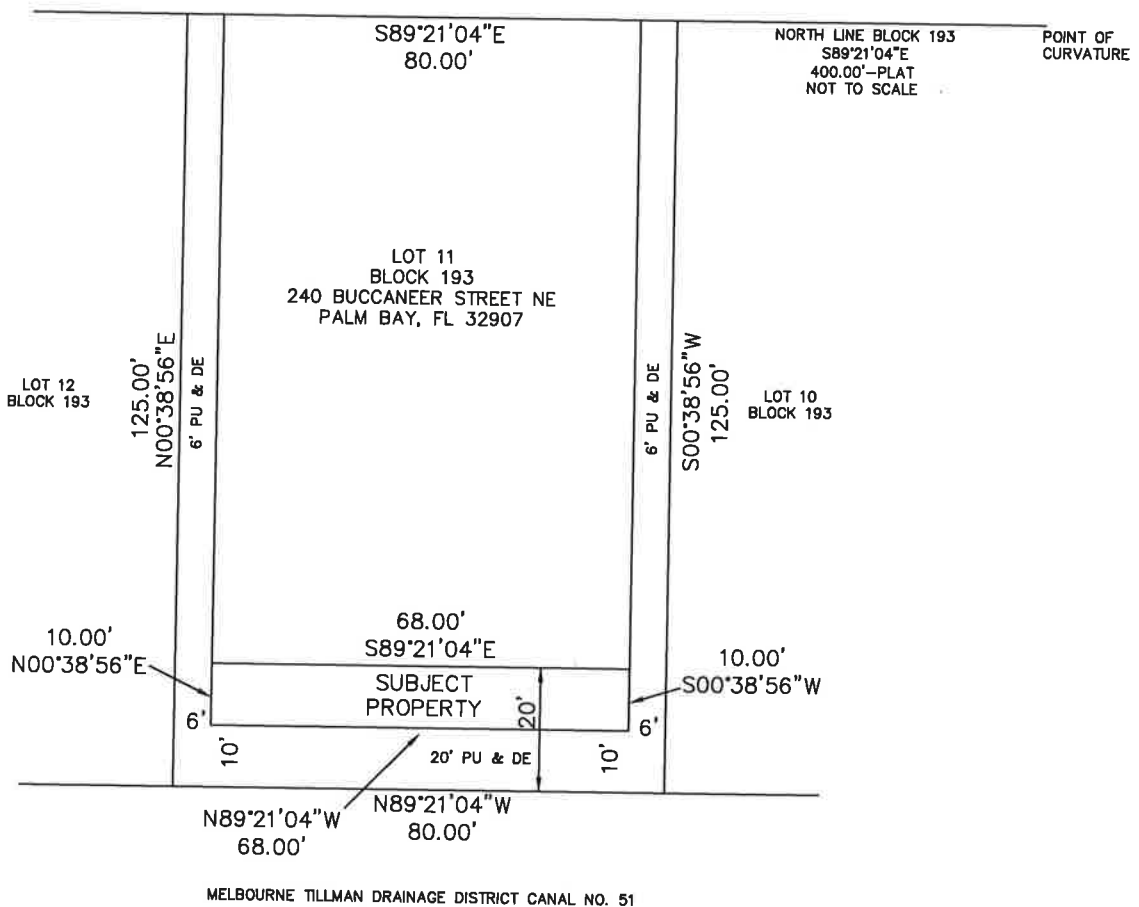 S89°21'04"E
80.00'
NORTH LINE BLOCK 193
S89°21'04"E
400.00'-PLAT
NOT TO SCALE
POINT OF
CURVATURE
LOT 11
BLOCK 193
240 BUCCANEER STREET NE
PALM BAY, FL 32907
LOT 12
BLOCK 193
125.00'
N00°38'56"E
6' PU & DE
6' PU & DE
S00°38'56"W
125.00'
LOT 10
BLOCK 193
68.00'
S89°21'04"E
10.00'
N00°38'56"E
10.00'
S00°38'56"W
SUBJECT
PROPERTY
20'
6'
6'
10'
10'
20' PU & DE
N89°21'04"W
68.00'
N89°21'04"W
80.00'
MELBOURNE TILLMAN DRAINAGE DISTRICT CANAL NO. 51